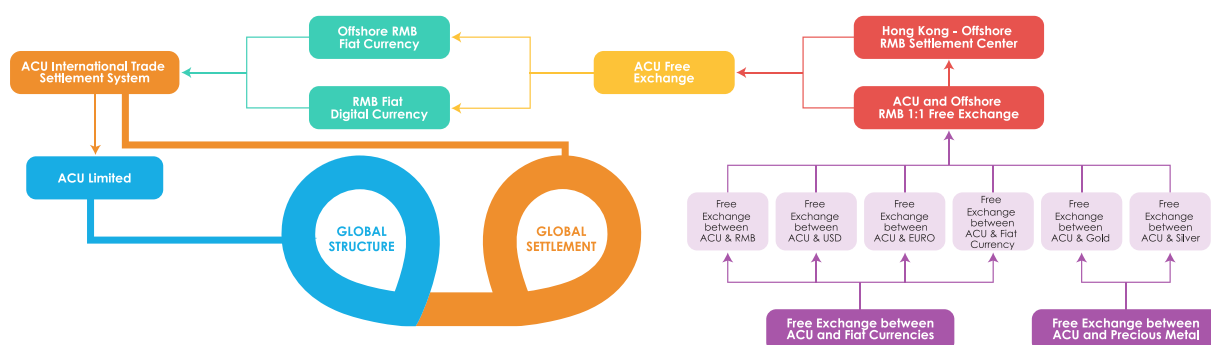 Offshore RMB
Fiat Currency
Hong Kong - Offshore
RMB Settlement Center
ACU International Trade
Settlement System
ACU Free
Exchange
RMB Fiat
Digital Currency
ACU and Offshore
RMB 1:1 Free Exchange
ACU Limited
GLOBAL
STRUCTURE
GLOBAL
SETTLEMENT
Free
Exchange
between
ACU & RMB
Free
Exchange
between
ACU & USD
Free
Exchange
between
ACU & EURO
Free
Exchange
between
ACU & Fiat
Currency
Free
Exchange
between
ACU & Gold
Free
Exchange
between
ACU & Silver
Free Exchange between
ACU and Fiat Currencies
Free Exchange between
ACU and Precious Metal